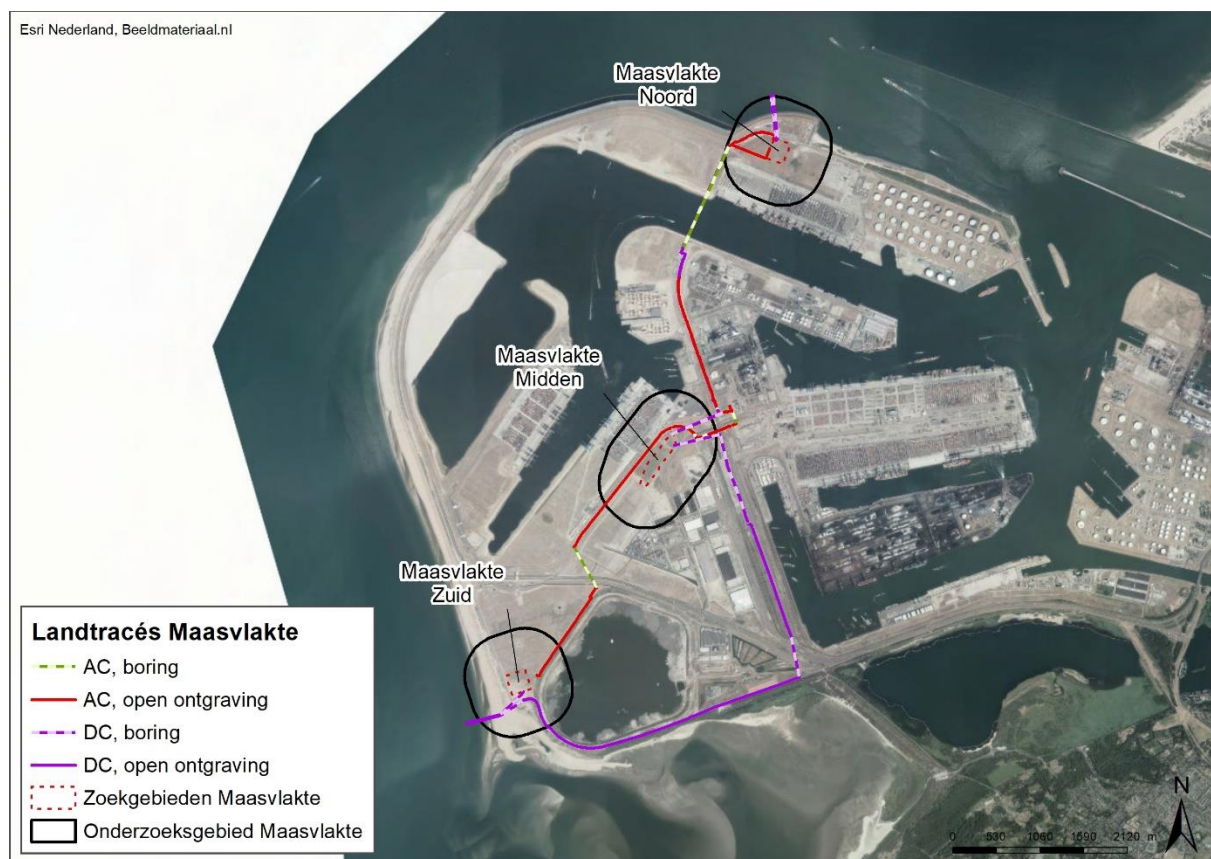 Esri Nederland, Beeldmateriaal.nl
Maasvlakte
Noord
Maasvlakte
Midden
Maasvlakte
Zuid
Landtracés Maasvlakte
AC, boring
AC, open ontgraving
DC, boring
DC, open ontgraving
Zoekgebieden Maasvlakte
Onderzoeksgebied Maasvlakte
N
0 530 1060 1590 2120 m